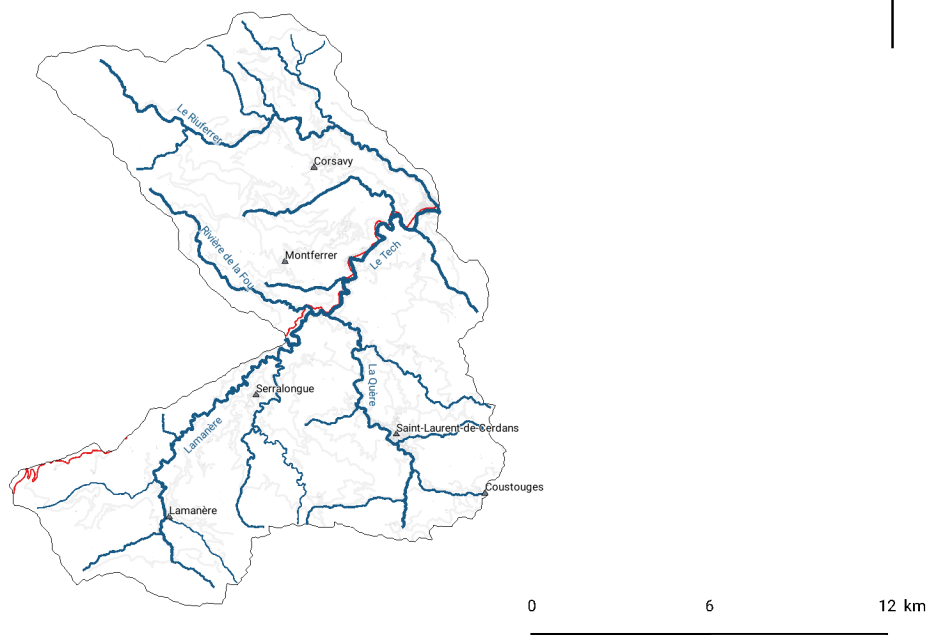 Le Riuferrer
Corsavy
Rivière de la Fou
Montferrer
Le Tech
La Quère
Serralongue
Lamanère
Saint-Laurent-de-Cerdans
Coustouges
Lamanère
0 6 12 km